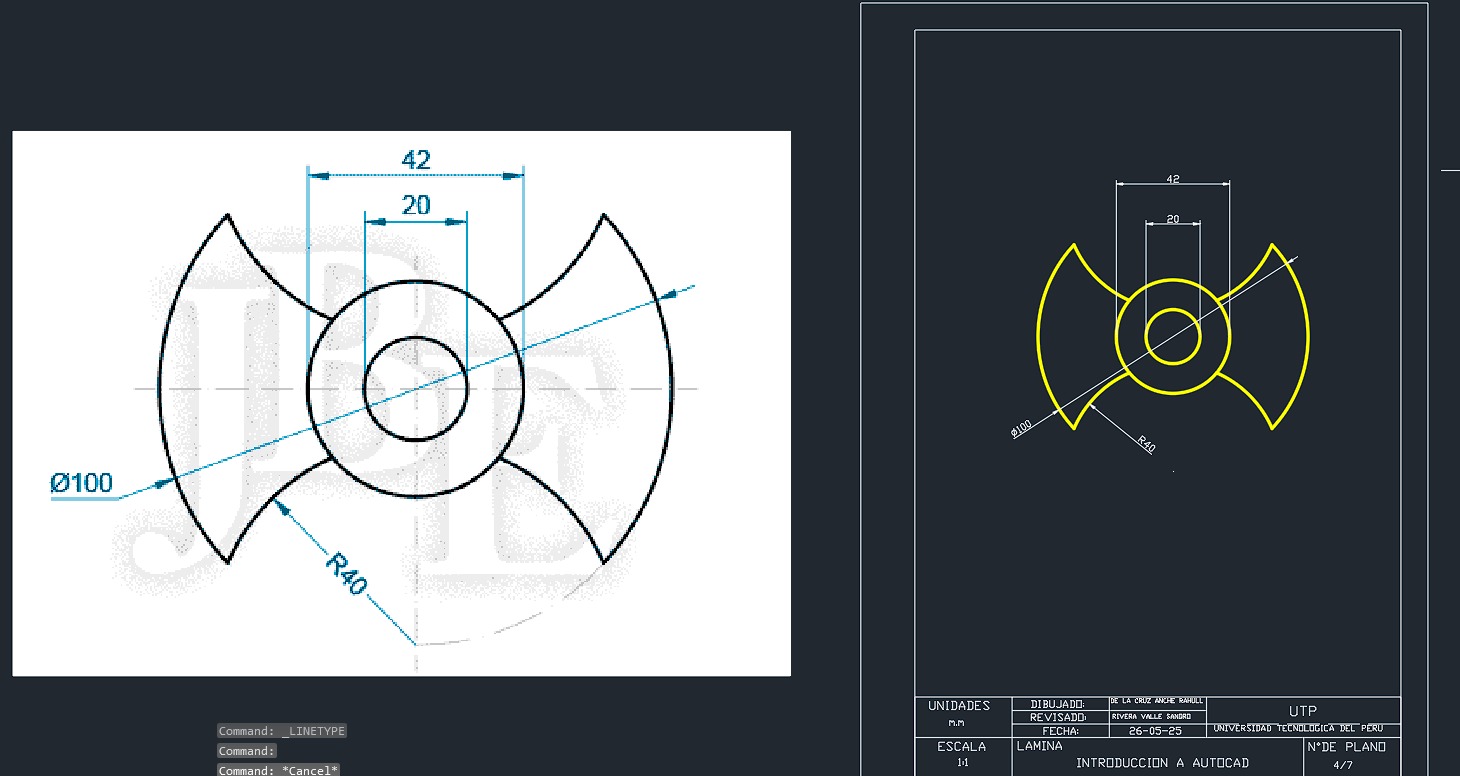 42
20
Ø100
R40
Command: _LINETYPE
Command:
Command: *Cancel*
42
20
Ø100
R40
UNIDADES
m.m
DIBUJADO:
DE LA CRUZ ANCHE RAHULL
REVISADO:
RIVERA VALLE SANDRO
FECHA:
26-05-25
UTP
UNIVERSIDAD TECNOLOGICA DEL PERU
ESCALA
1:1
LAMINA
INTRODUCCION A AUTOCAD
N°DE PLANO
4/7